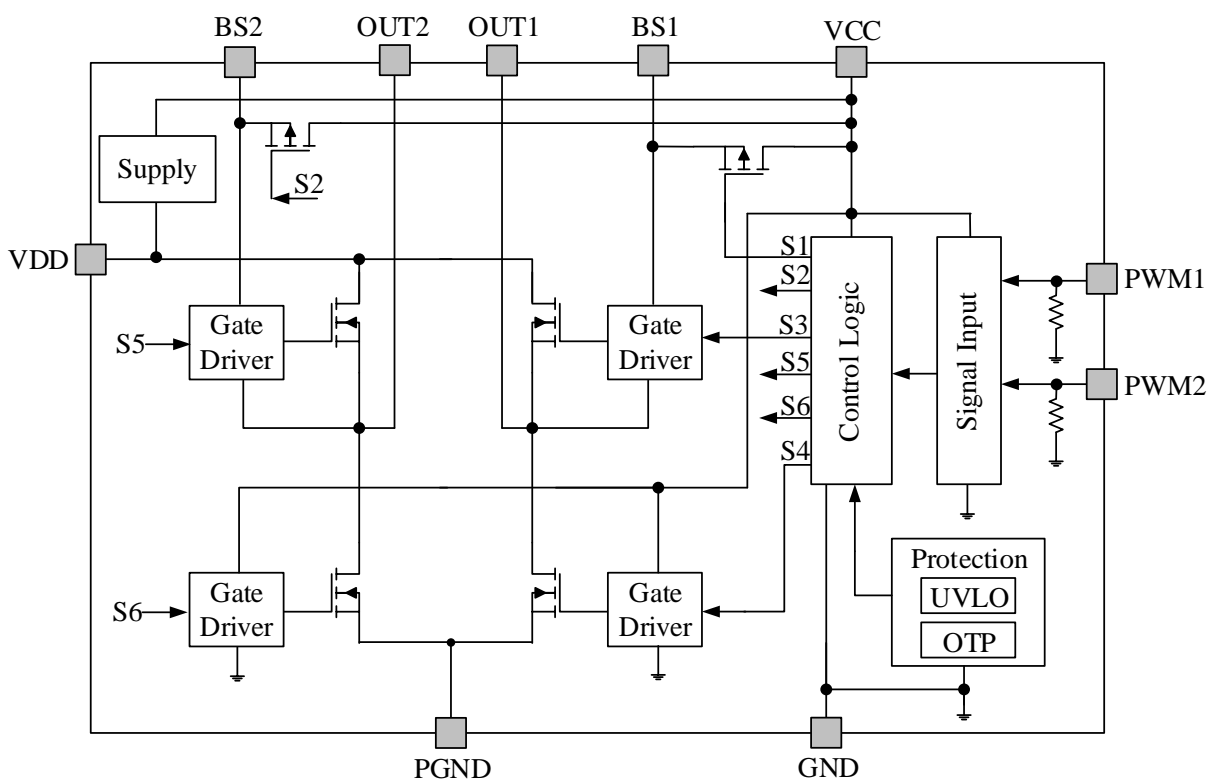 BS2
OUT2
OUT1
BS1
VCC
Supply
S2
VDD
S1
S2
S3
S5
S6
S4
Control Logic
Signal Input
PWM1
PWM2
S5
Gate
Driver
Gate
Driver
S6
Gate
Driver
Gate
Driver
Protection
UVLO
OTP
PGND
GND